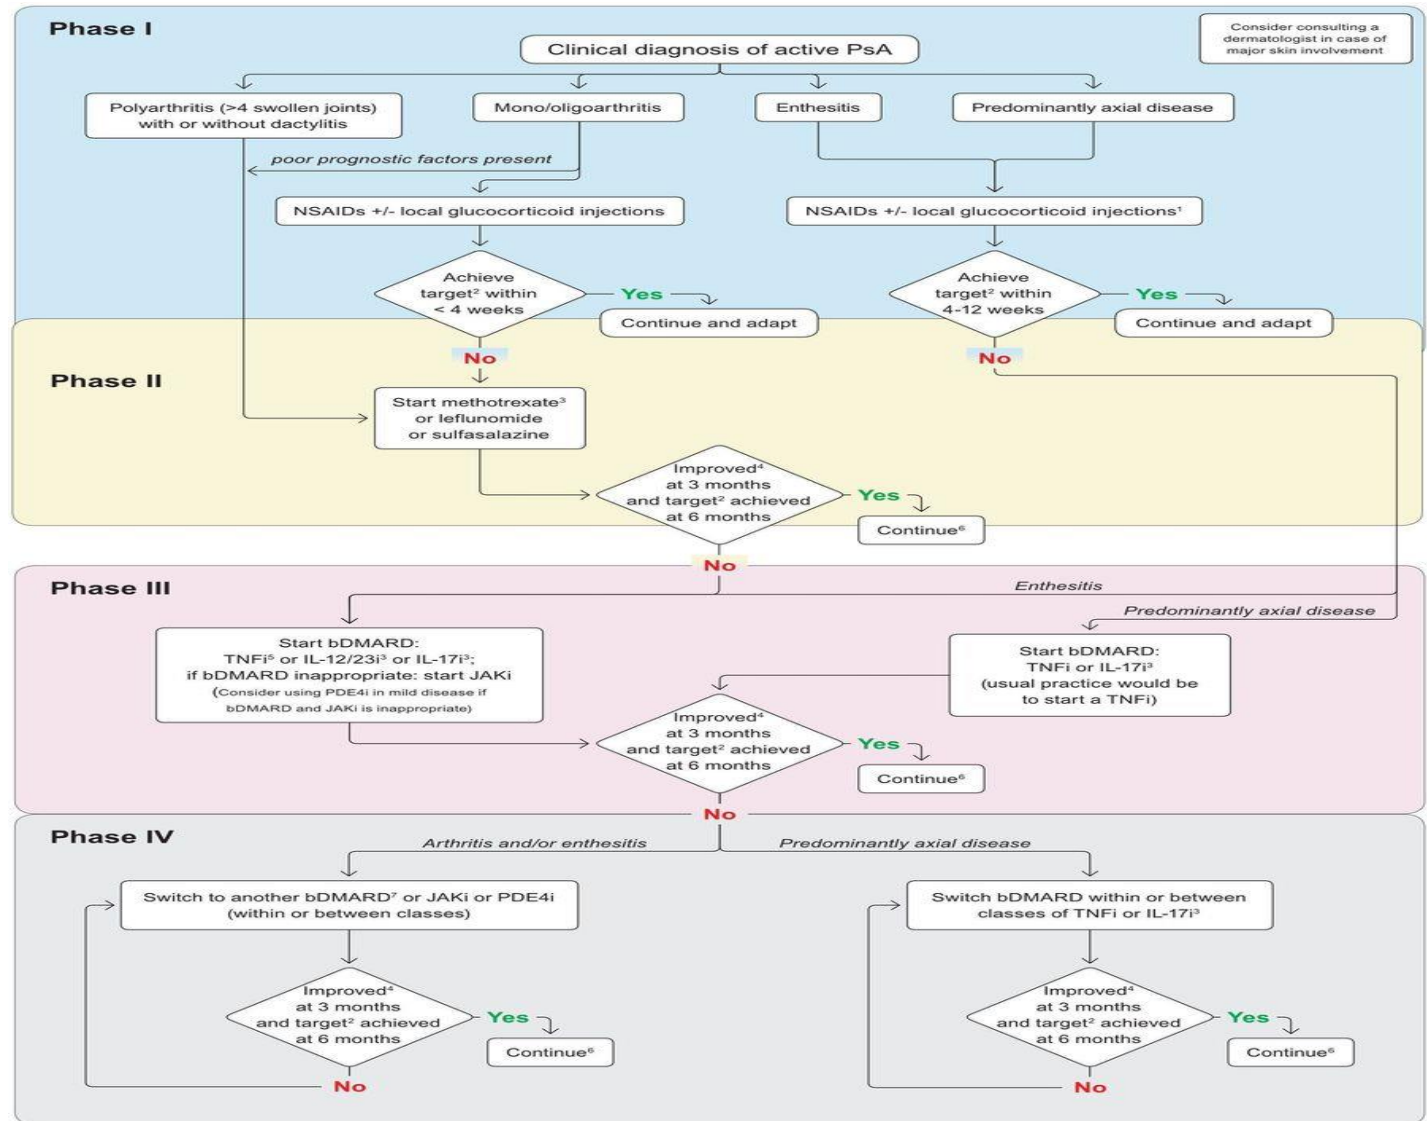 Phase I
Consider consulting a
dermatologist in case of
major skin involvement
Clinical diagnosis of active PsA
Polyarthritis (>4 swollen joints)
with or without dactylitis
Mono/oligoarthritis
Enthesitis
Predominantly axial disease
poor prognostic factors present
NSAIDs +/- local glucocorticoid injections
NSAIDs +/- local glucocorticoid injections¹
Achieve
target² within
< 4 weeks
Yes
Continue and adapt
Achieve
target² within
4-12 weeks
Yes
Continue and adapt
No
No
Phase II
Start methotrexate³
or leflunomide
or sulfasalazine
Improved⁴
at 3 months
and target² achieved
at 6 months
Yes
Continue⁶
No
Phase III
Enthesitis
Predominantly axial disease
Start bDMARD:
TNFi⁵ or IL-12/23i³ or IL-17i³;
if bDMARD inappropriate: start JAKi
(Consider using PDE4i in mild disease if
bDMARD and JAKi is inappropriate)
Start bDMARD:
TNFi or IL-17i³
(usual practice would be
to start a TNFi)
Improved⁴
at 3 months
and target² achieved
at 6 months
Yes
Continue⁶
No
Phase IV
Arthritis and/or enthesitis
Predominantly axial disease
Switch to another bDMARD⁷ or JAKi or PDE4i
(within or between classes)
Switch bDMARD within or between
classes of TNFi or IL-17i³
Improved⁴
at 3 months
and target² achieved
at 6 months
Yes
Continue⁶
No
Improved⁴
at 3 months
and target² achieved
at 6 months
Yes
Continue⁶
No